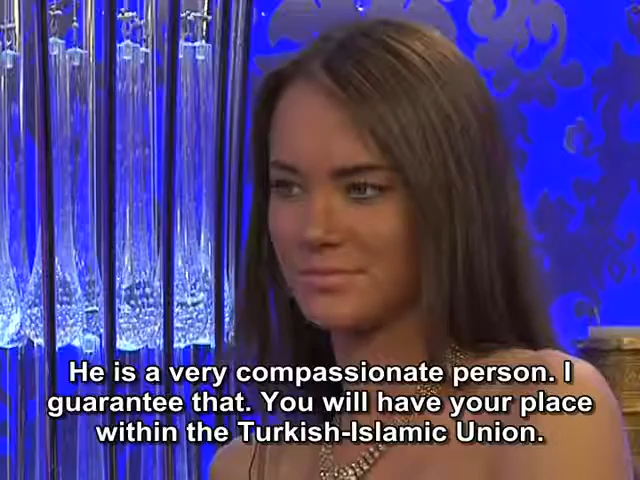 He is a very compassionate person. I
guarantee that. You will have your place
within the Turkish-Islamic Union.